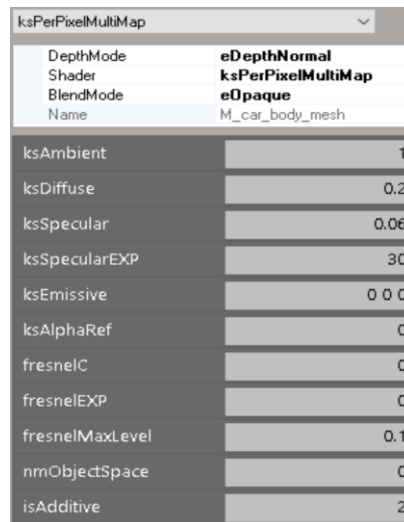 ksPerPixelMultiMap
DepthMode eDepthNormal
Shader ksPerPixelMultiMap
BlendMode eOpaque
Name M_car_body_mesh
ksAmbient 1
ksDiffuse 0.2
ksSpecular 0.06
ksSpecularEXP 30
ksEmissive 0 0 0
ksAlphaRef 0
fresnelC 0
fresnelEXP 0
fresnelMaxLevel 0.1
nmObjectSpace 0
isAdditive 2